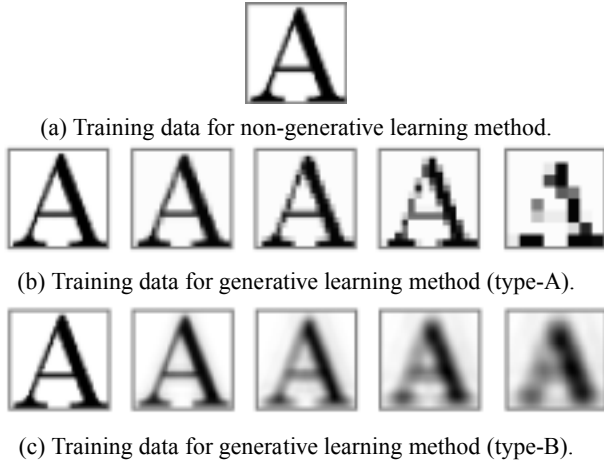 A
(a) Training data for non-generative learning method.
A A A A A
(b) Training data for generative learning method (type-A).
A A A A A
(c) Training data for generative learning method (type-B).